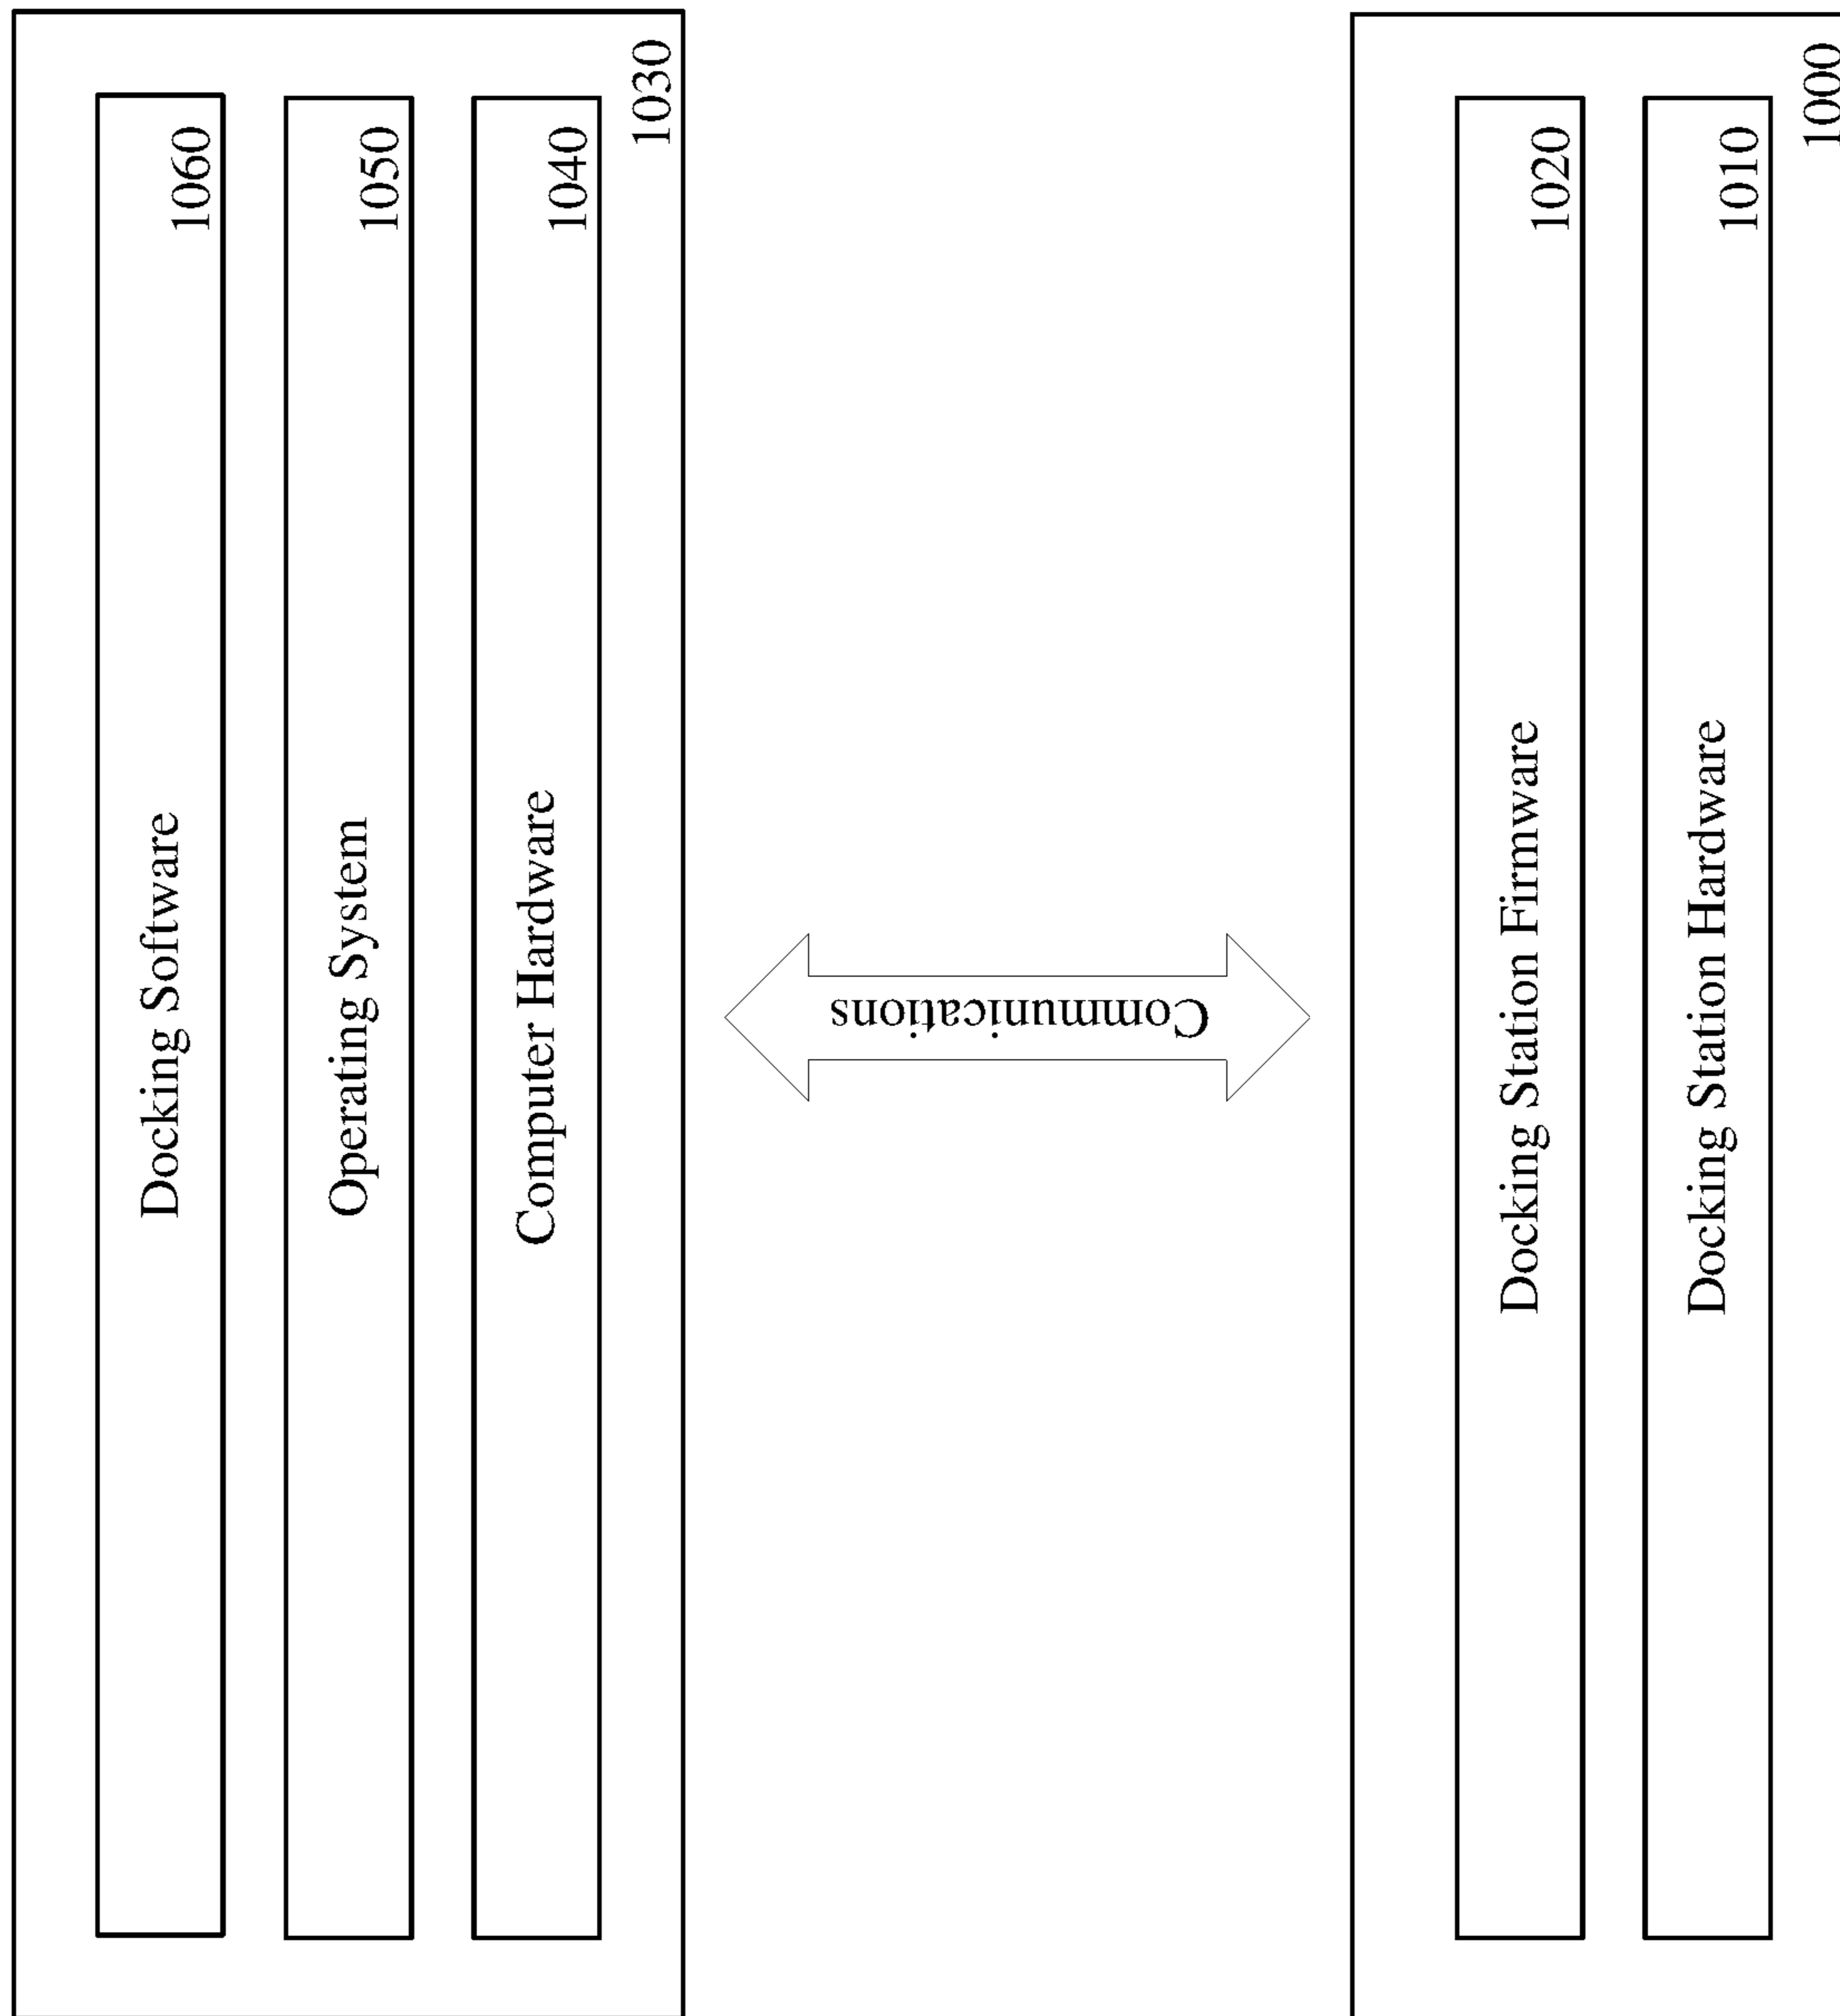 Docking Software
1060
Operating System
1050
Computer Hardware
1040
1030
Communications
Docking Station Firmware
1020
Docking Station Hardware
1010
1000